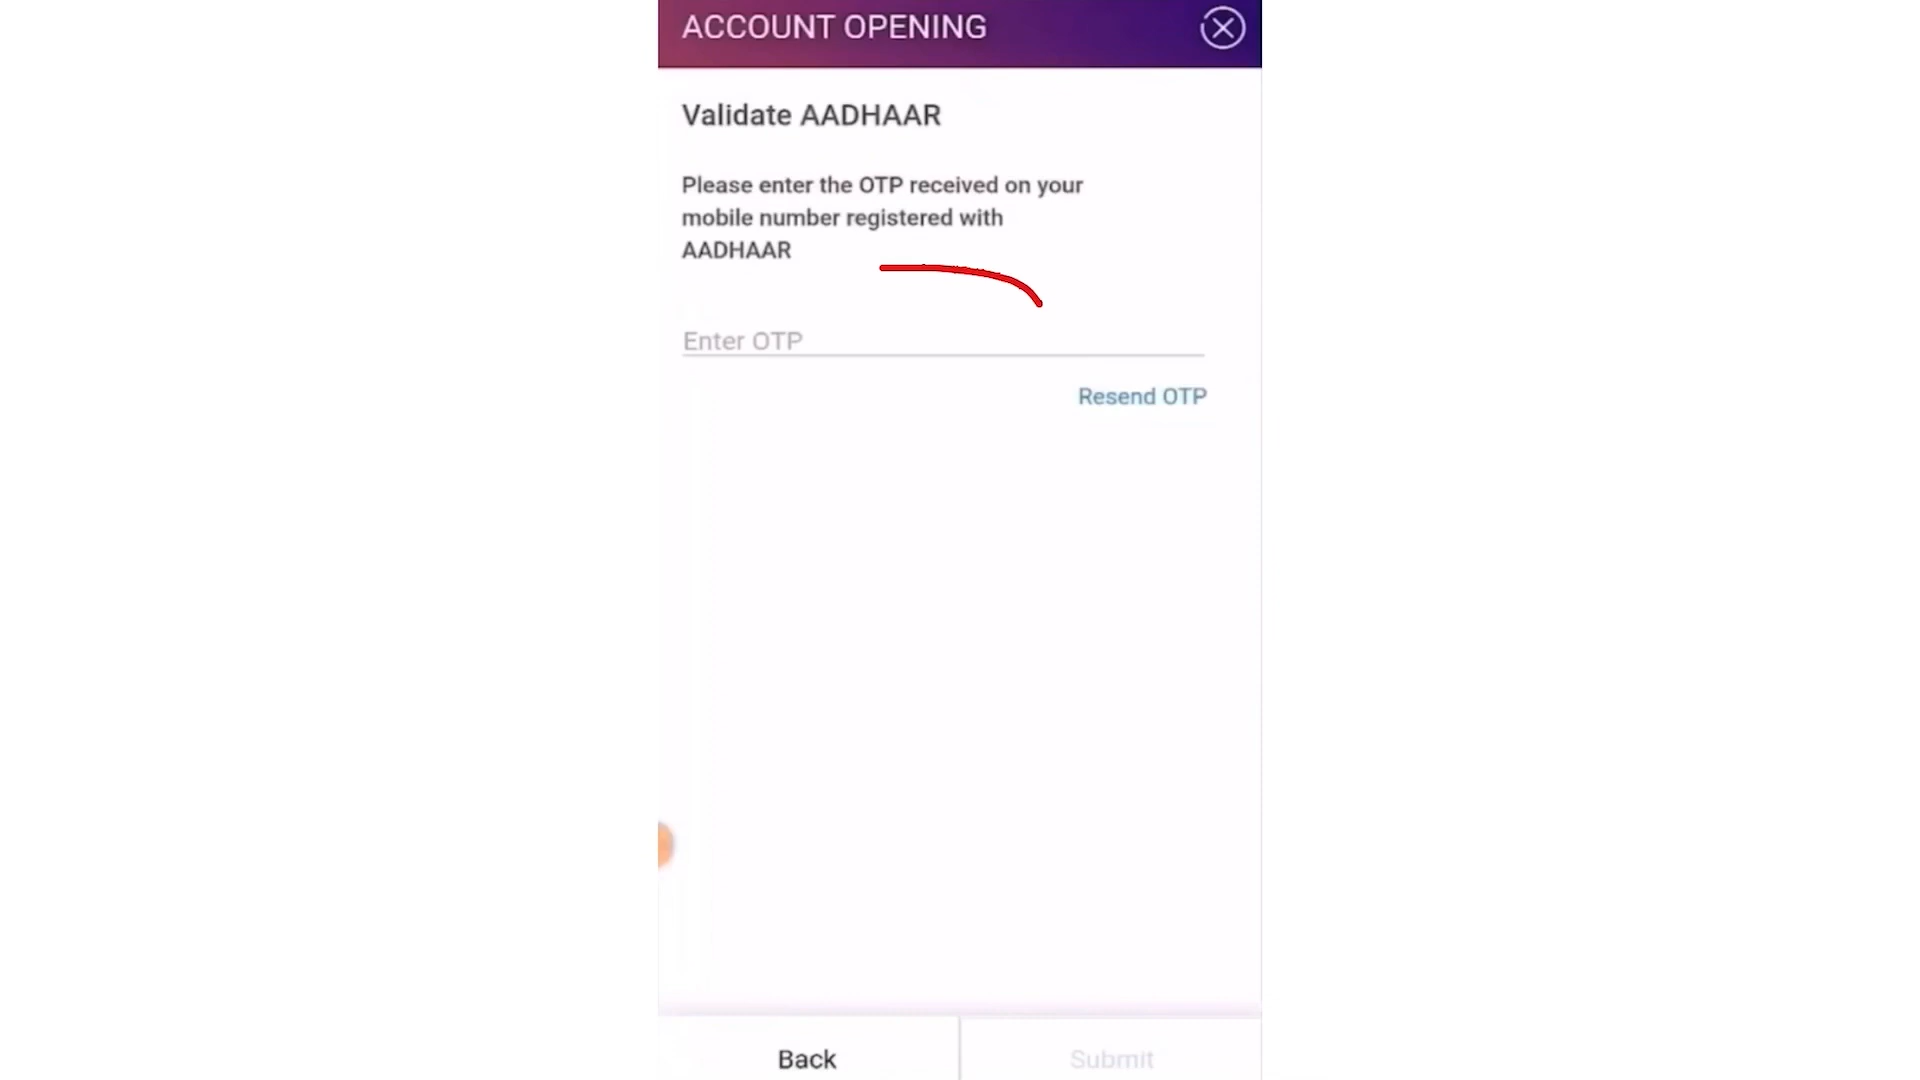 ACCOUNT OPENING
Validate AADHAAR
Please enter the OTP received on your
mobile number registered with
AADHAAR
Enter OTP
Resend OTP
Back
Submit